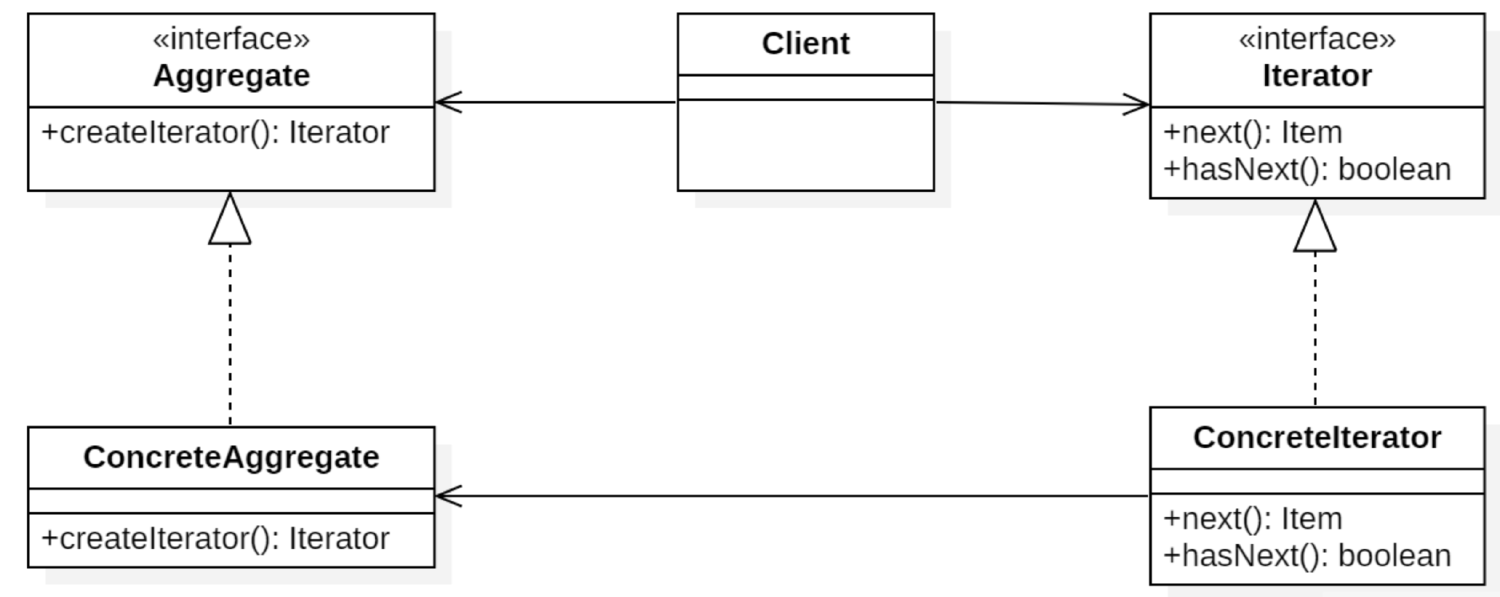 «interface»
Aggregate
+createIterator(): Iterator
Client
«interface»
Iterator
+next(): Item
+hasNext(): boolean
ConcreteAggregate
+createIterator(): Iterator
ConcreteIterator
+next(): Item
+hasNext(): boolean